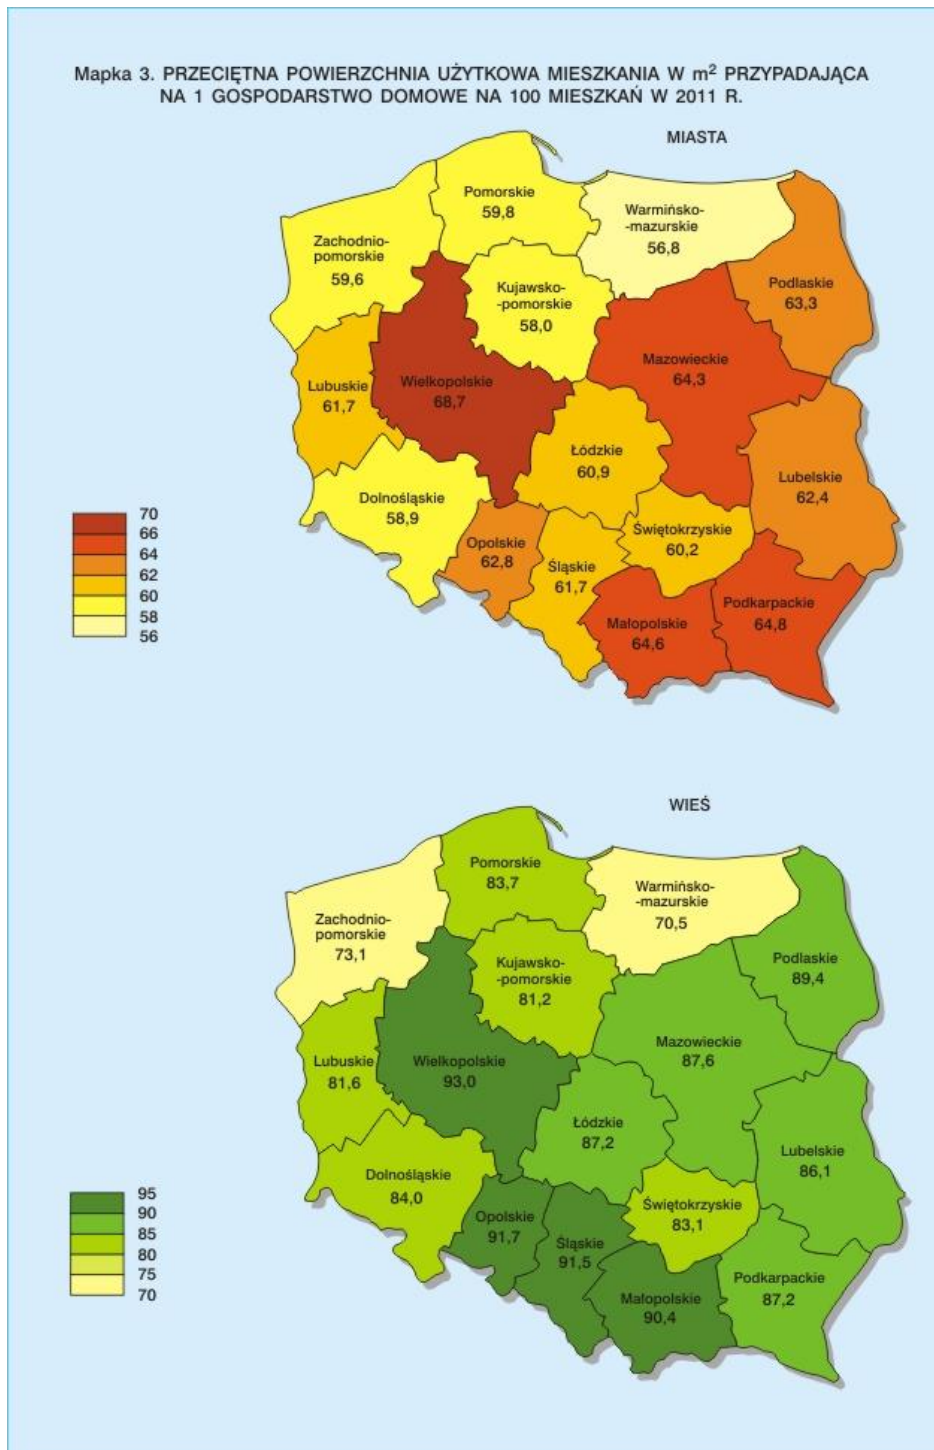 Mapka 3. PRZECIĘTNA POWIERZCHNIA UŻYTKOWA MIESZKANIA W m² PRZYPADAJĄCA
NA 1 GOSPODARSTWO DOMOWE NA 100 MIESZKAŃ W 2011 R.
MIASTA
Pomorskie
59,8
Warmińsko-
-mazurskie
56,8
Zachodnio-
pomorskie
59,6
Kujawsko-
-pomorskie
58,0
Podlaskie
63,3
Mazowieckie
64,3
Wielkopolskie
68,7
Lubuskie
61,7
Łódzkie
60,9
Lubelskie
62,4
Dolnośląskie
58,9
Świętokrzyskie
60,2
Opolskie
62,8
Śląskie
61,7
Podkarpackie
64,8
Małopolskie
64,6
70
66
64
62
60
58
56
WIEŚ
Pomorskie
83,7
Warmińsko-
-mazurskie
70,5
Zachodnio-
pomorskie
73,1
Kujawsko-
-pomorskie
81,2
Podlaskie
89,4
Mazowieckie
87,6
Lubuskie
81,6
Wielkopolskie
93,0
Łódzkie
87,2
Lubelskie
86,1
Dolnośląskie
84,0
Świętokrzyskie
83,1
Opolskie
91,7
Śląskie
91,5
Podkarpackie
87,2
Małopolskie
90,4
95
90
85
80
75
70